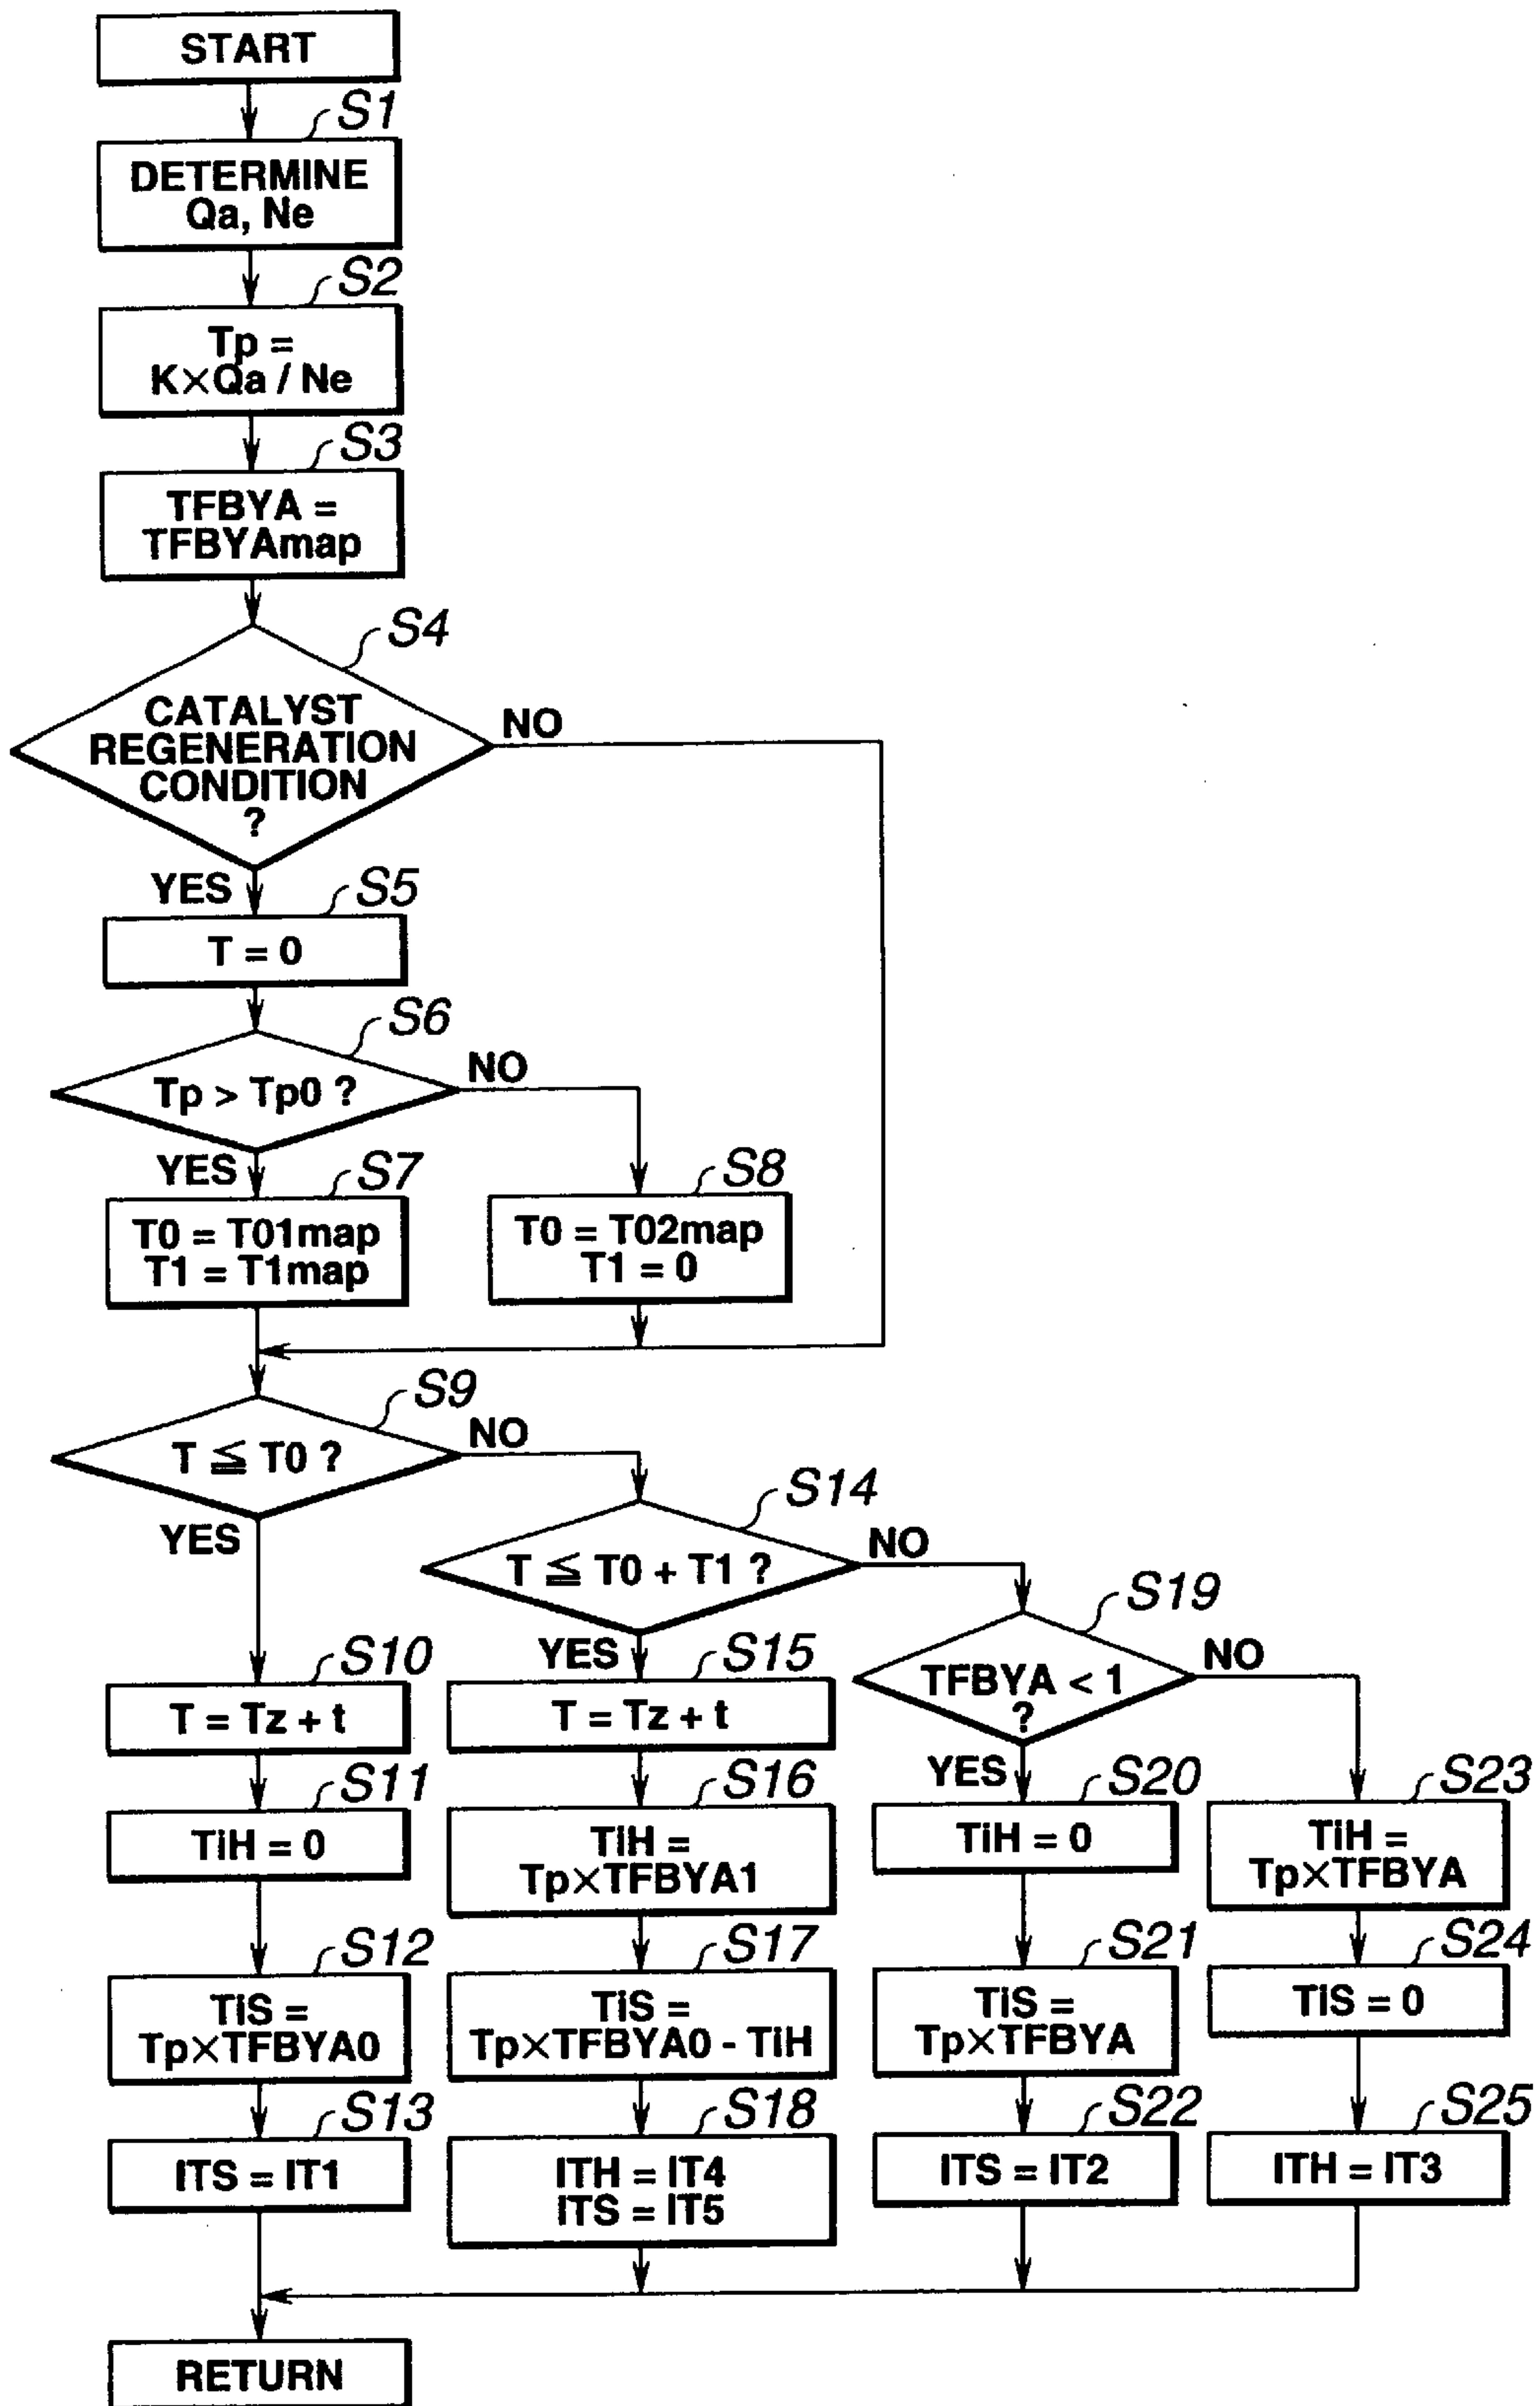 START
S1
DETERMINE
Qa, Ne
S2
Tp =
K×Qa / Ne
S3
TFBYA =
TFBYAmap
S4
CATALYST
REGENERATION
CONDITION
?
NO
YES
S5
T = 0
S6
Tp > Tp0 ?
NO
YES
S7
T0 = T01map
T1 = T1map
S8
T0 = T02map
T1 = 0
S9
T ≦ T0 ?
NO
YES
S14
T ≦ T0 + T1 ?
NO
YES
S19
TFBYA < 1
?
NO
YES
S10
T = Tz + t
S11
TiH = 0
S12
TiS =
Tp×TFBYA0
S13
ITS = IT1
S15
T = Tz + t
S16
TiH =
Tp×TFBYA1
S17
TiS =
Tp×TFBYA0 - TiH
S18
ITH = IT4
ITS = IT5
S20
TiH = 0
S21
TiS =
Tp×TFBYA
S22
ITS = IT2
S23
TiH =
Tp×TFBYA
S24
TiS = 0
S25
ITH = IT3
RETURN